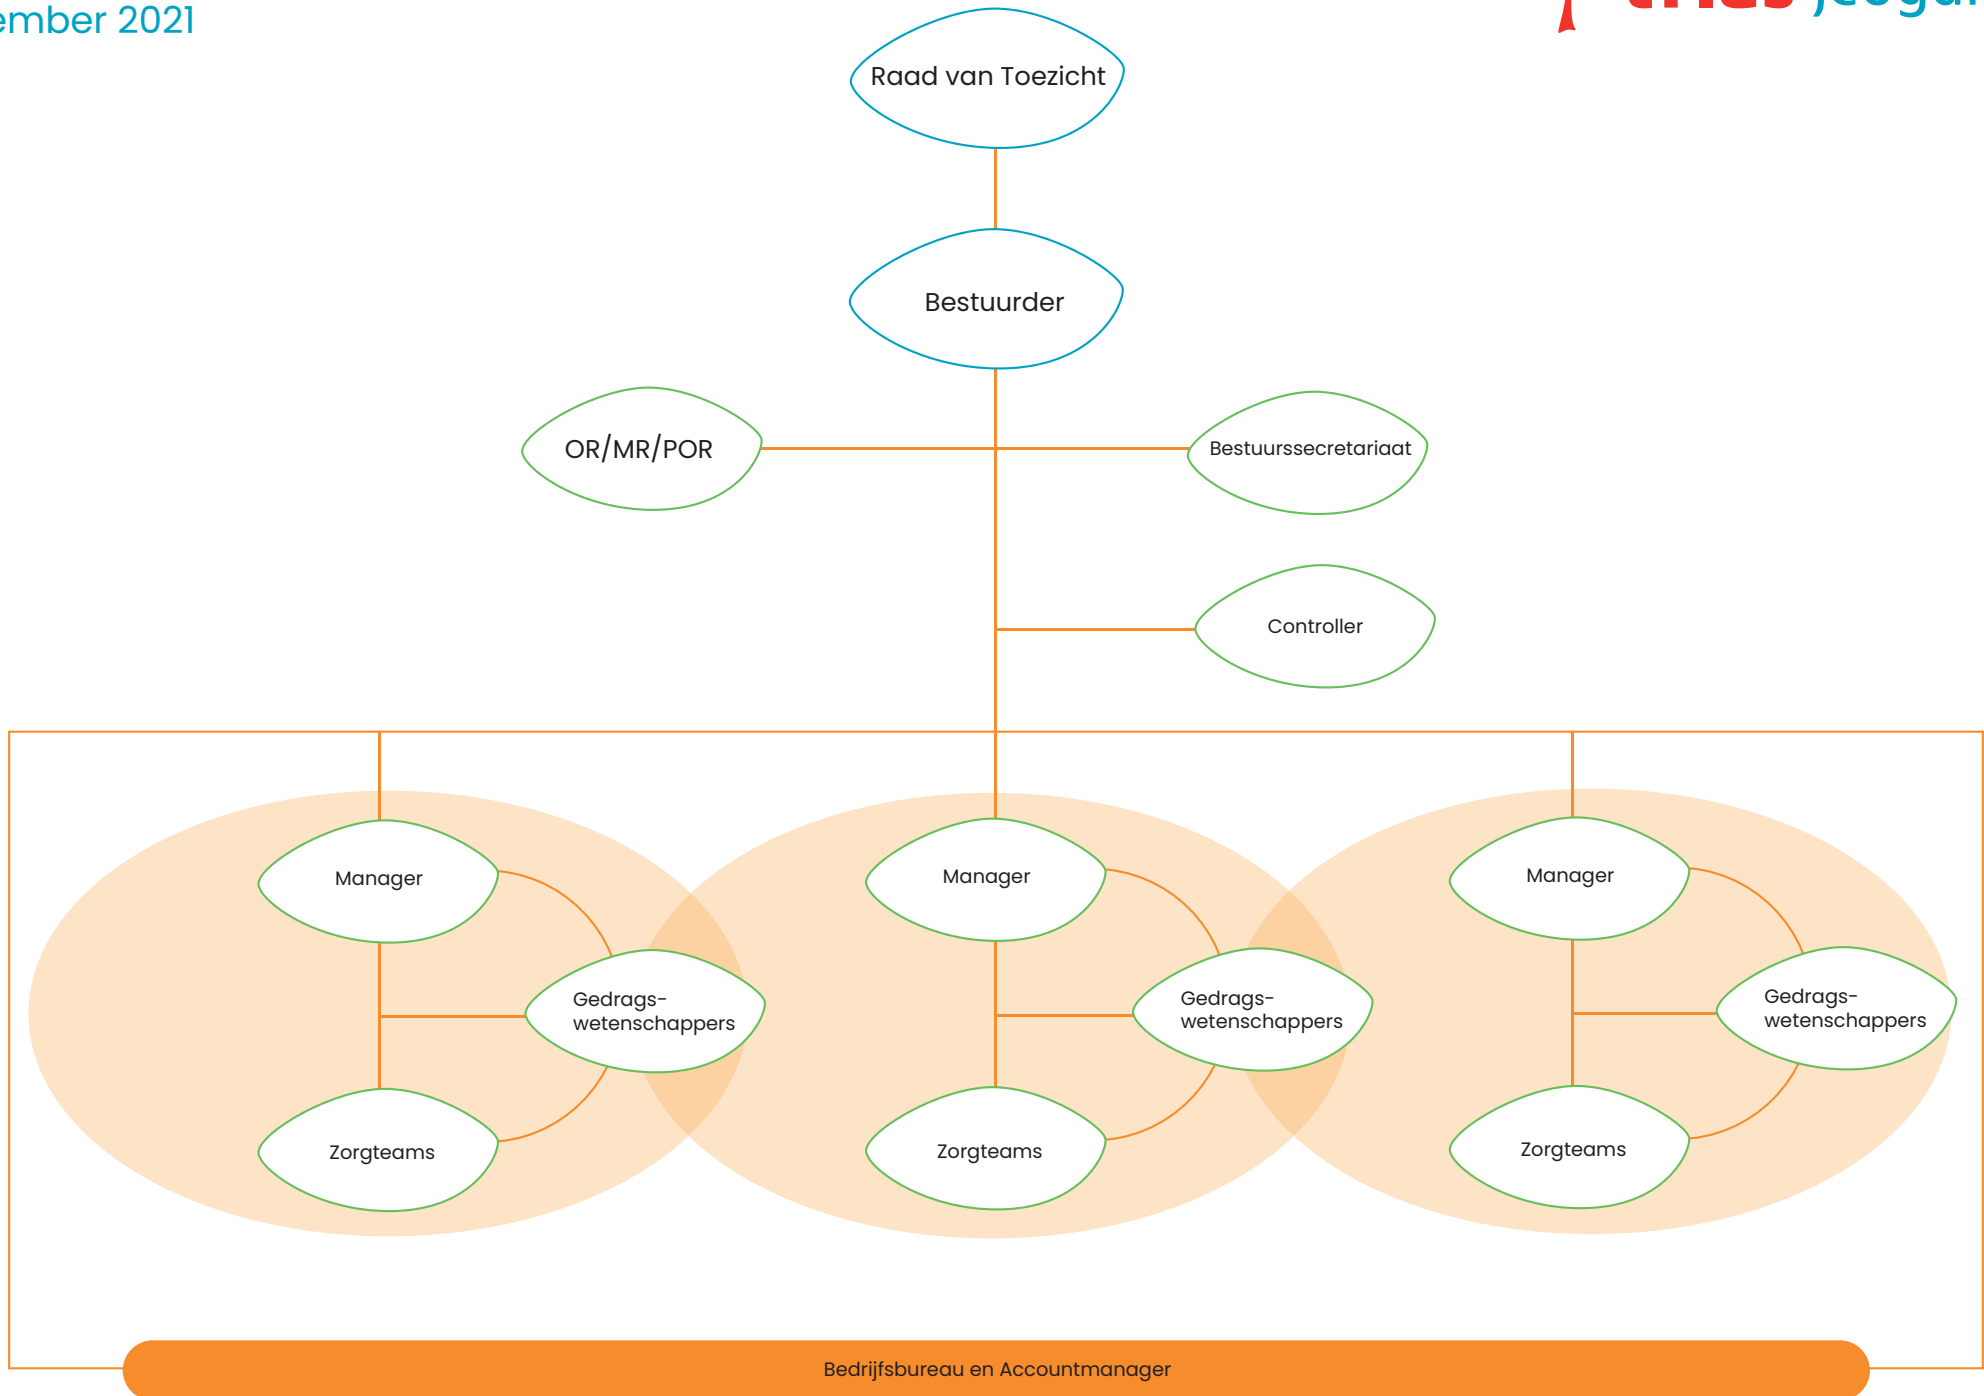 ember 2021
Raad van Toezicht
Bestuurder
OR/MR/POR
Bestuurssecretariaat
Controller
Manager
Manager
Manager
Gedrags-
wetenschappers
Gedrags-
wetenschappers
Gedrags-
wetenschappers
Zorgteams
Zorgteams
Zorgteams
Bedrijfsbureau en Accountmanager